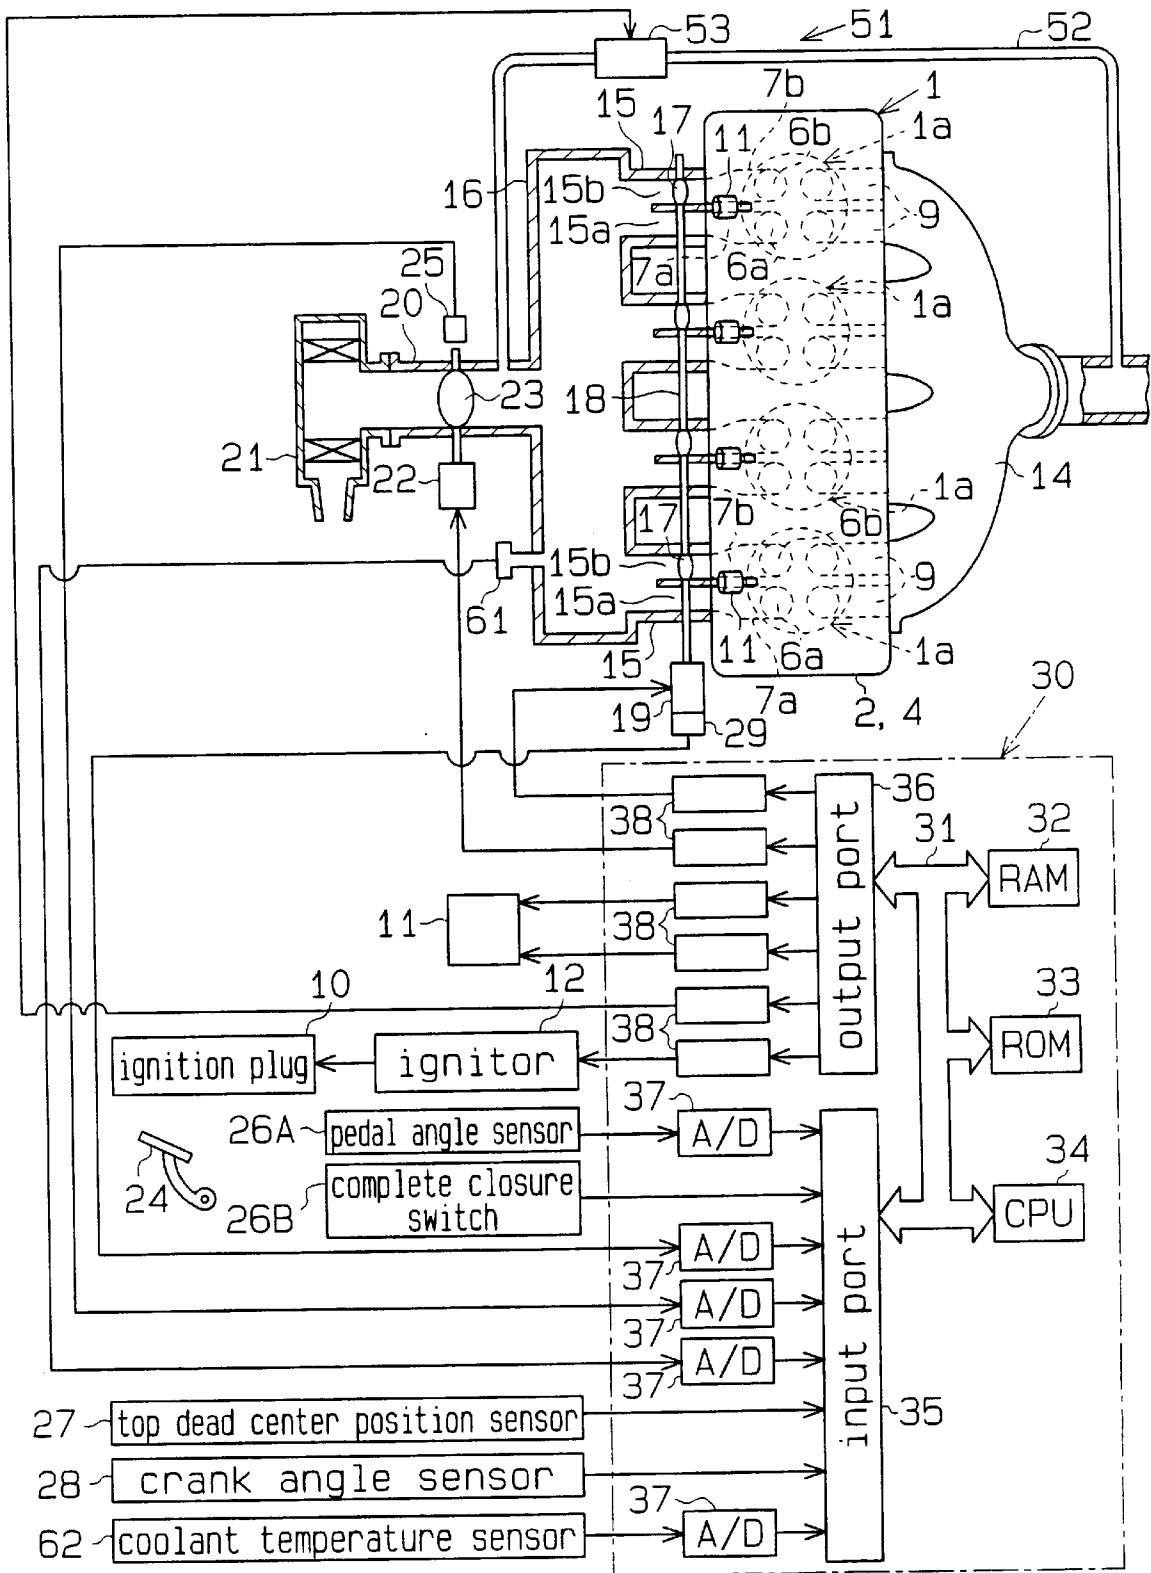 53
51
52
7b
1
15
17
11
6b
1a
16
15b
9
15a
25
7a
6a
20
1a
23
18
21
22
1a
14
17
7b
6b
15b
9
61
15a
15
11
6a
1a
30
19
29
7a
2, 4
36
38
31
32
output port
RAM
11
38
10
12
33
38
ignition plug
ignitor
ROM
37
26A
pedal angle sensor
A/D
34
24
26B
complete closure
switch
CPU
A/D
37
input port
A/D
37
A/D
37
27
top dead center position sensor
35
28
crank angle sensor
37
62
coolant temperature sensor
A/D